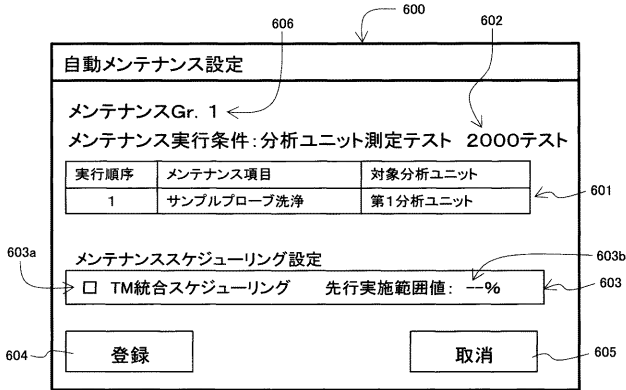 600
自動メンテナンス設定
606
602
メンテナンスGr. 1
メンテナンス実行条件:分析ユニット測定テスト 2000テスト
実行順序 メンテナンス項目 対象分析ユニット
1 サンプルプローブ洗浄 第1分析ユニット
601
メンテナンススケジューリング設定
603a
603b
□ TM統合スケジューリング 先行実施範囲値: --%
603
604
登録
取消
605